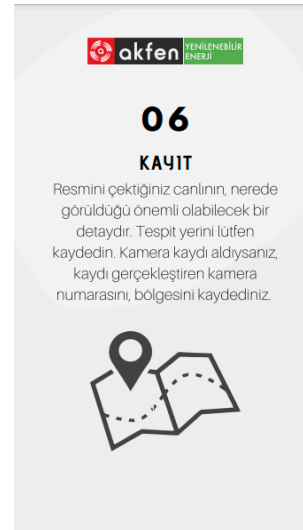 akfen YENİLENEBİLİR
ENERJİ
06
KAYIT
Resmini çektiğiniz canlının, nerede
görüldüğü önemli olabilecek bir
detaydır. Tespit yerini lütfen
kaydedin. Kamera kaydı aldıysanız,
kaydı gerçekleştiren kamera
numarasını, bölgesini kaydediniz.